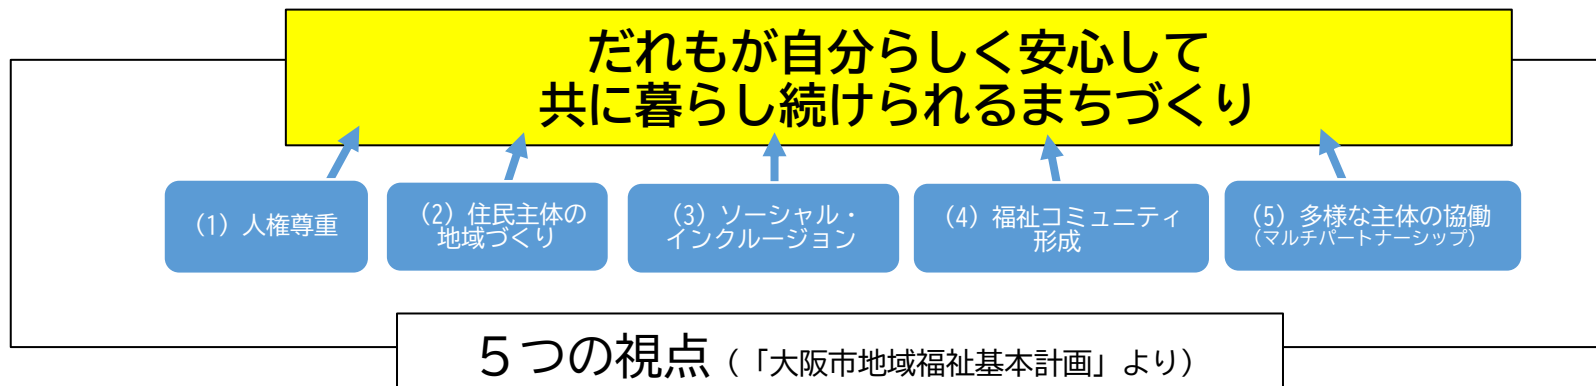 だれもが自分らしく安心して
共に暮らし続けられるまちづくり
(1) 人権尊重
(2) 住民主体の
地域づくり
(3) ソーシャル・
インクルージョン
(4) 福祉コミュニティ
形成
(5) 多様な主体の協働
(マルチパートナーシップ)
５つの視点（「大阪市地域福祉基本計画」より）